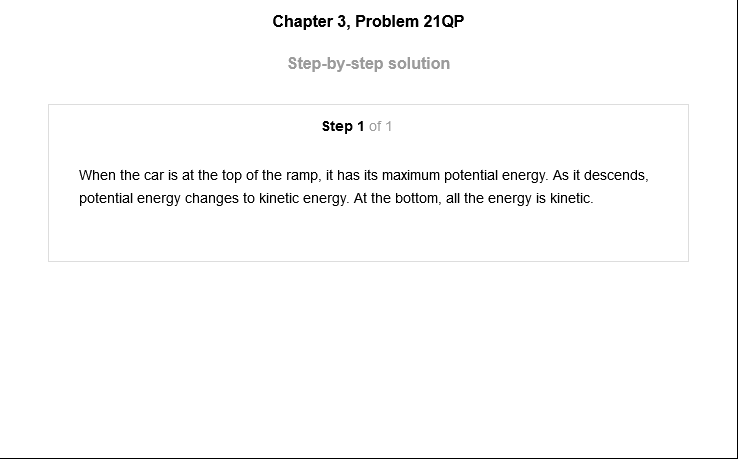 Chapter 3, Problem 21QP
Step-by-step solution
Step 1 of 1
When the car is at the top of the ramp, it has its maximum potential energy. As it descends,
potential energy changes to kinetic energy. At the bottom, all the energy is kinetic.